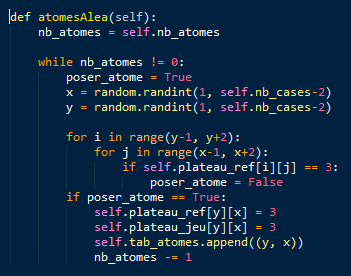 def atomesAlea(self):
    nb_atomes = self.nb_atomes

    while nb_atomes != 0:
        poser_atome = True
        x = random.randint(1, self.nb_cases-2)
        y = random.randint(1, self.nb_cases-2)

        for i in range(y-1, y+2):
            for j in range(x-1, x+2):
                if self.plateau_ref[i][j] == 3:
                    poser_atome = False
        if poser_atome == True:
            self.plateau_ref[y][x] = 3
            self.plateau_jeu[y][x] = 3
            self.tab_atomes.append((y, x))
            nb_atomes -= 1